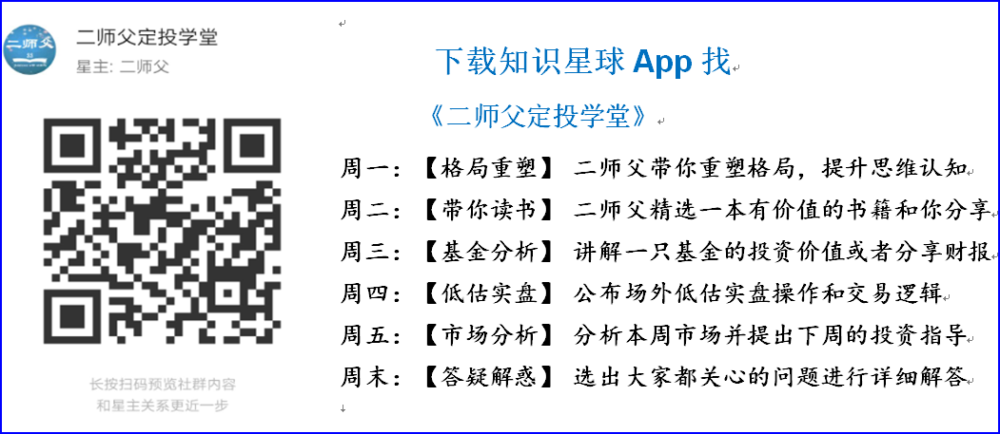 二师父
二师父定投学堂
星主: 二师父
长按扫码预览社群内容
和星主关系更近一步
下载知识星球 App 找
《二师父定投学堂》
周一：【格局重塑】 二师父带你重塑格局，提升思维认知
周二：【带你读书】 二师父精选一本有价值的书籍和你分享
周三：【基金分析】 讲解一只基金的投资价值或者分享财报
周四：【低估实盘】 公布场外低估实盘操作和交易逻辑
周五：【市场分析】 分析本周市场并提出下周的投资指导
周末：【答疑解惑】 选出大家都关心的问题进行详细解答